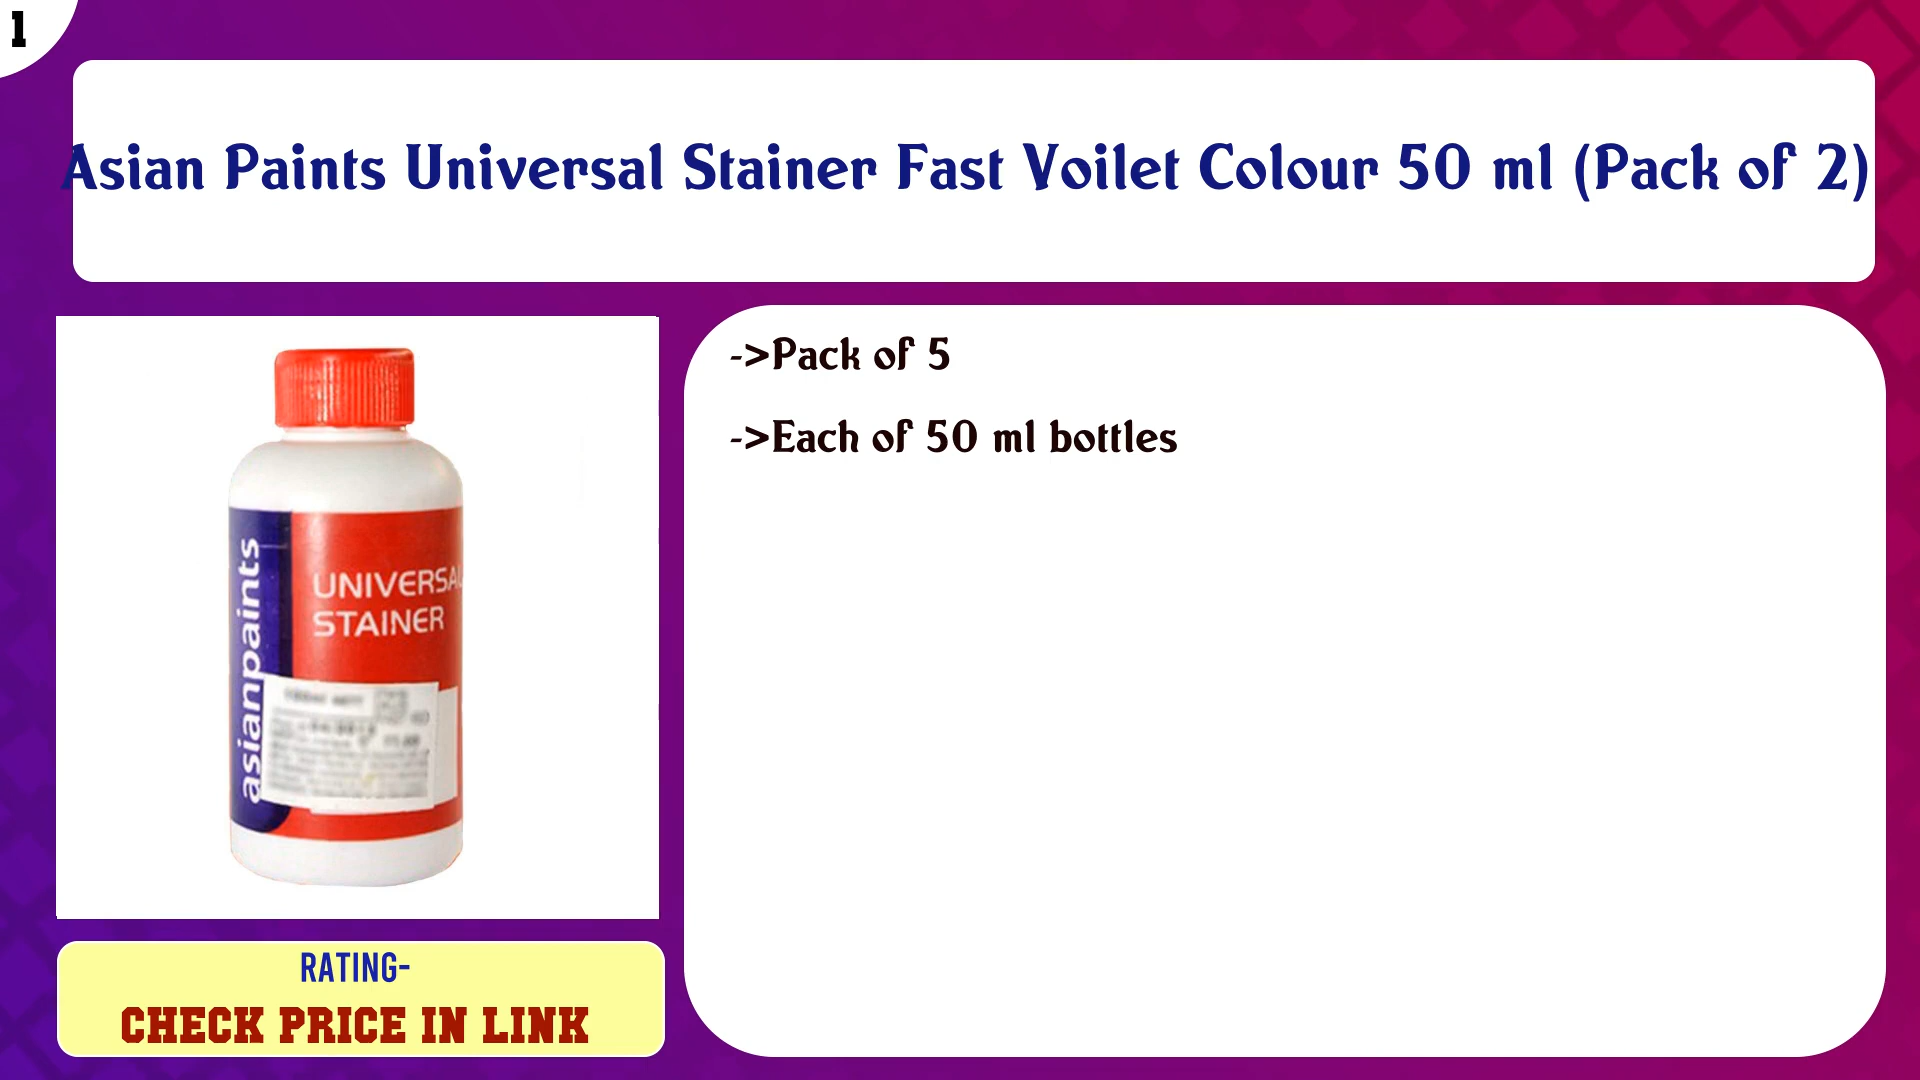 1
Asian Paints Universal Stainer Fast Voilet Colour 50 ml (Pack of 2)
->Pack of 5
->Each of 50 ml bottles
asianpaints
UNIVERSAL
STAINER
RATING-
CHECK PRICE IN LINK